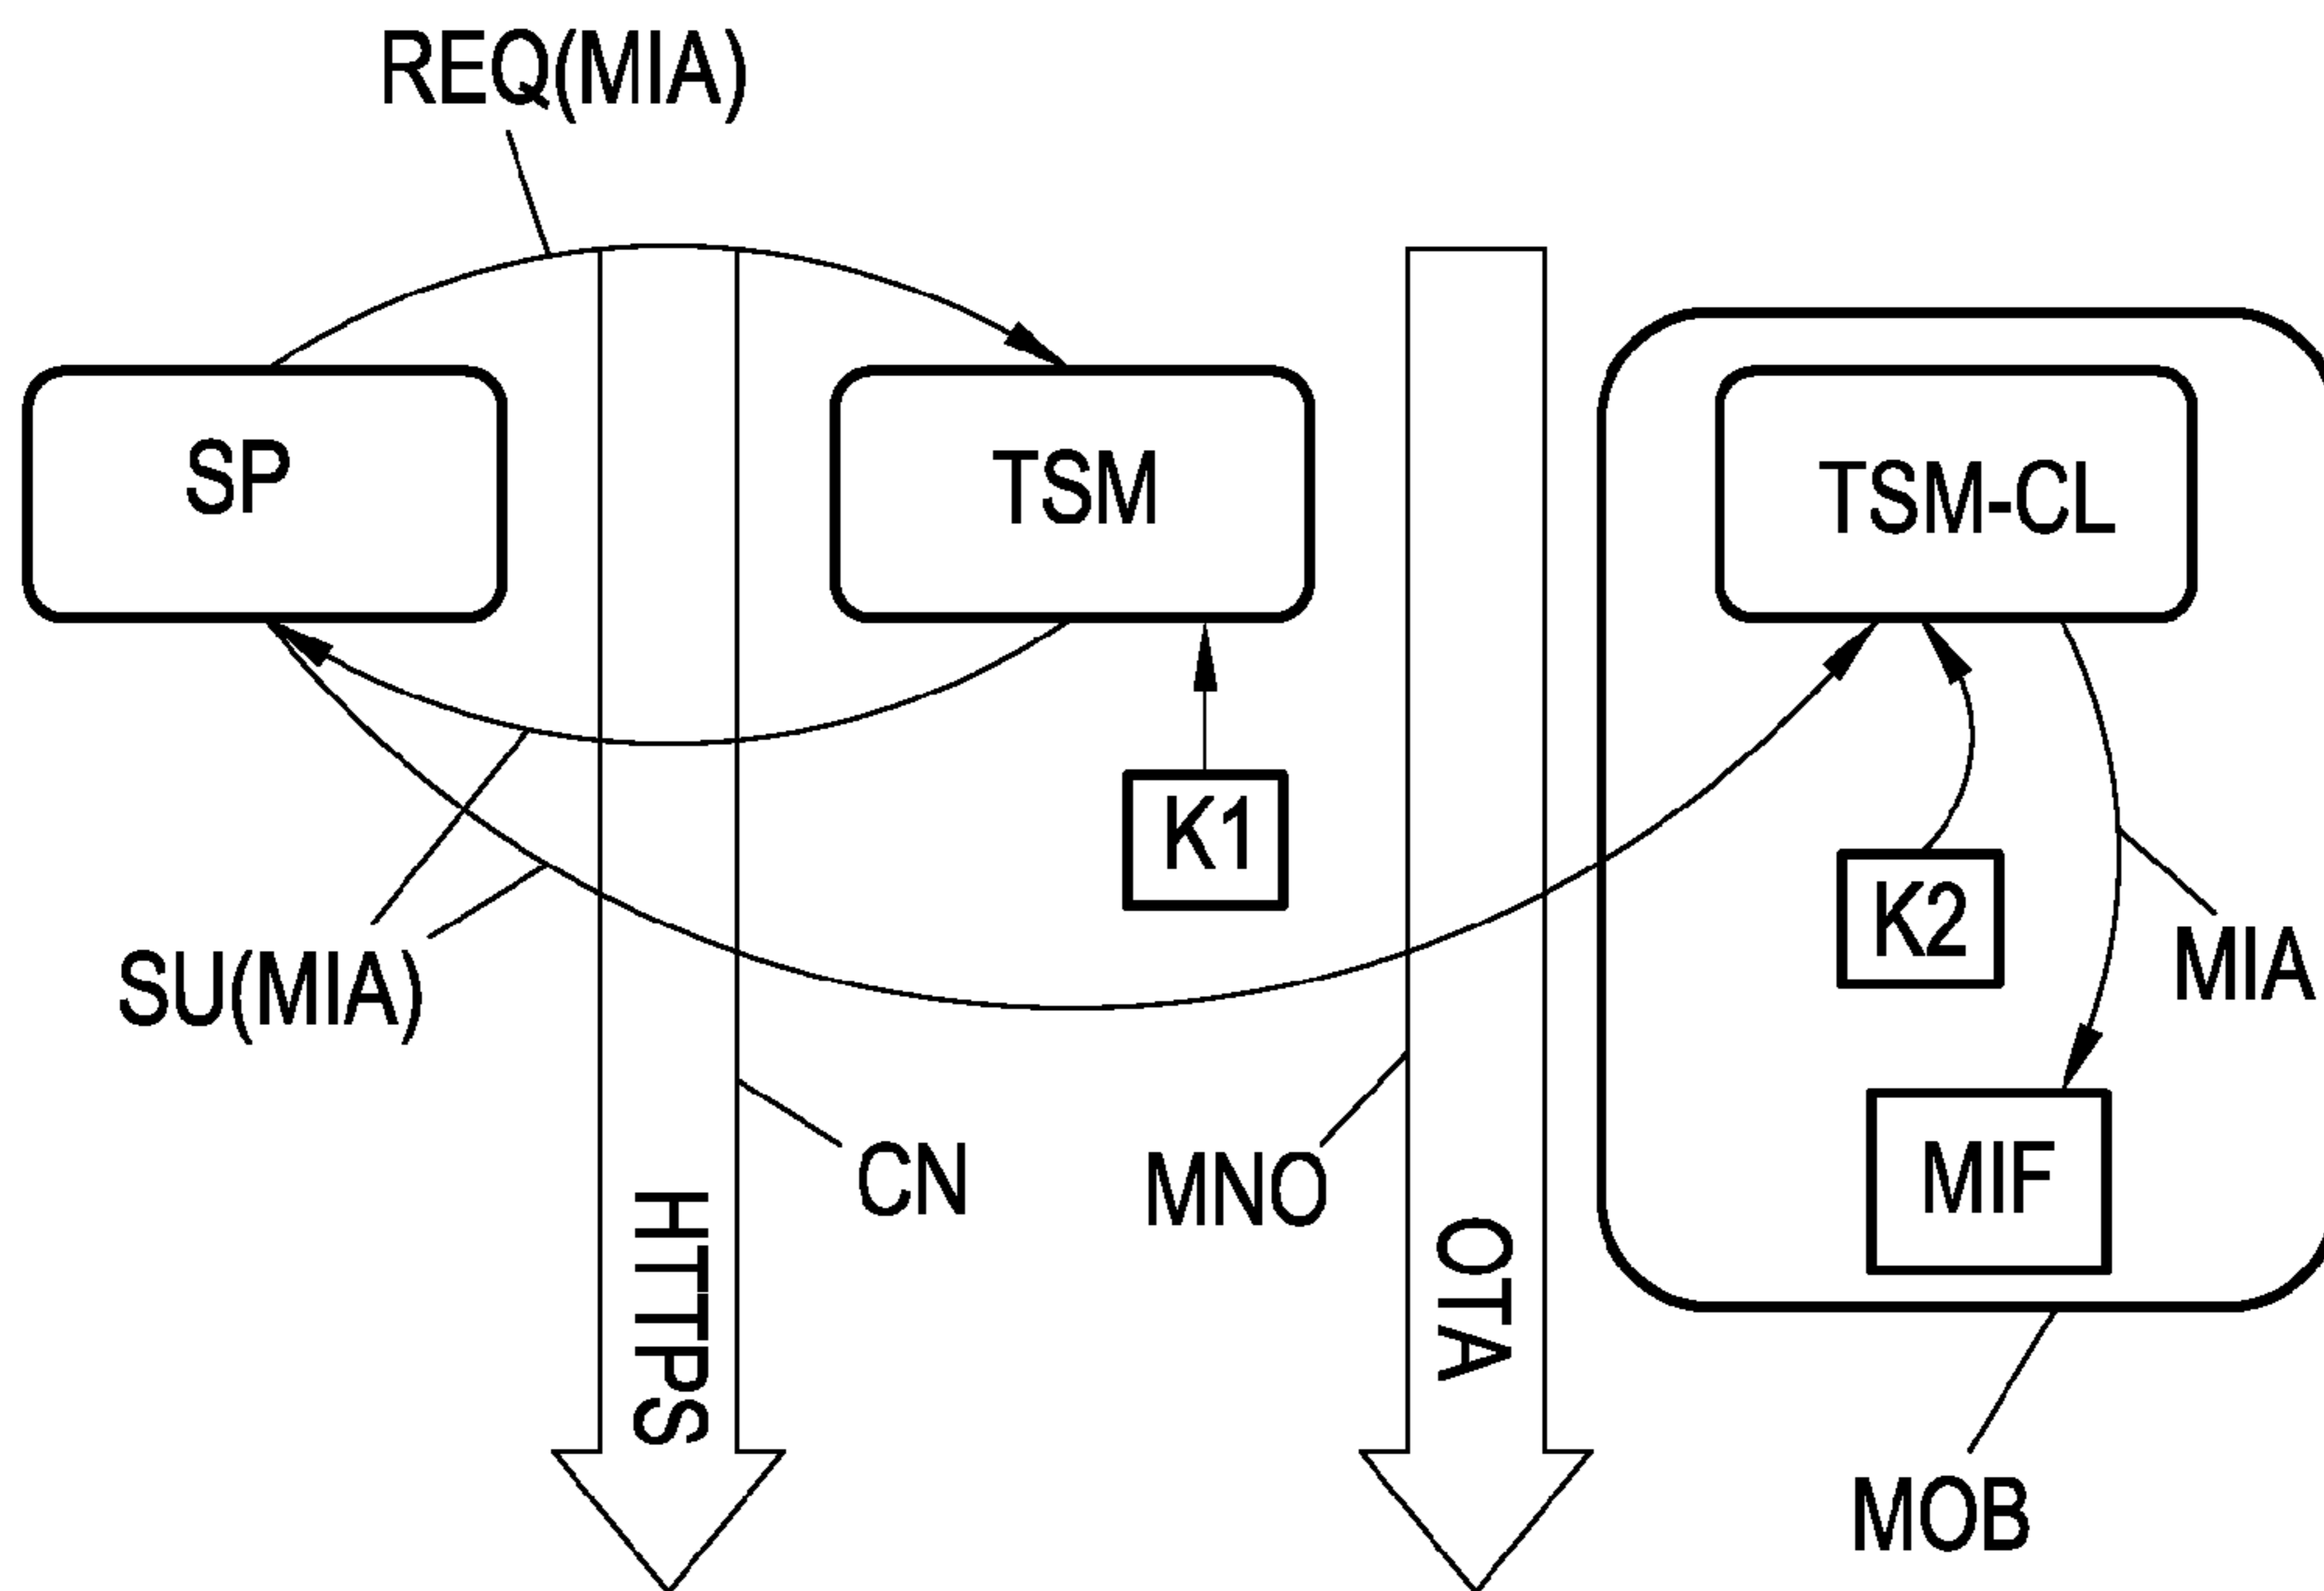 REQ(MIA)
SP
TSM
TSM-CL
K1
K2
SU(MIA)
MIA
CN
MNO
MIF
HTTPS
OTA
MOB